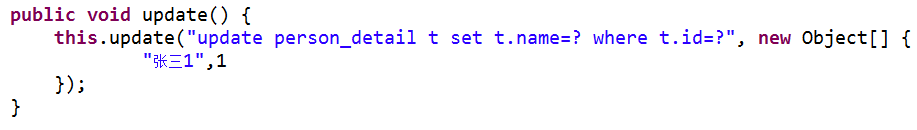 public void update() {
    this.update("update person_detail t set t.name=? where t.id=?", new Object[] {
            "张三1",1
    });
}